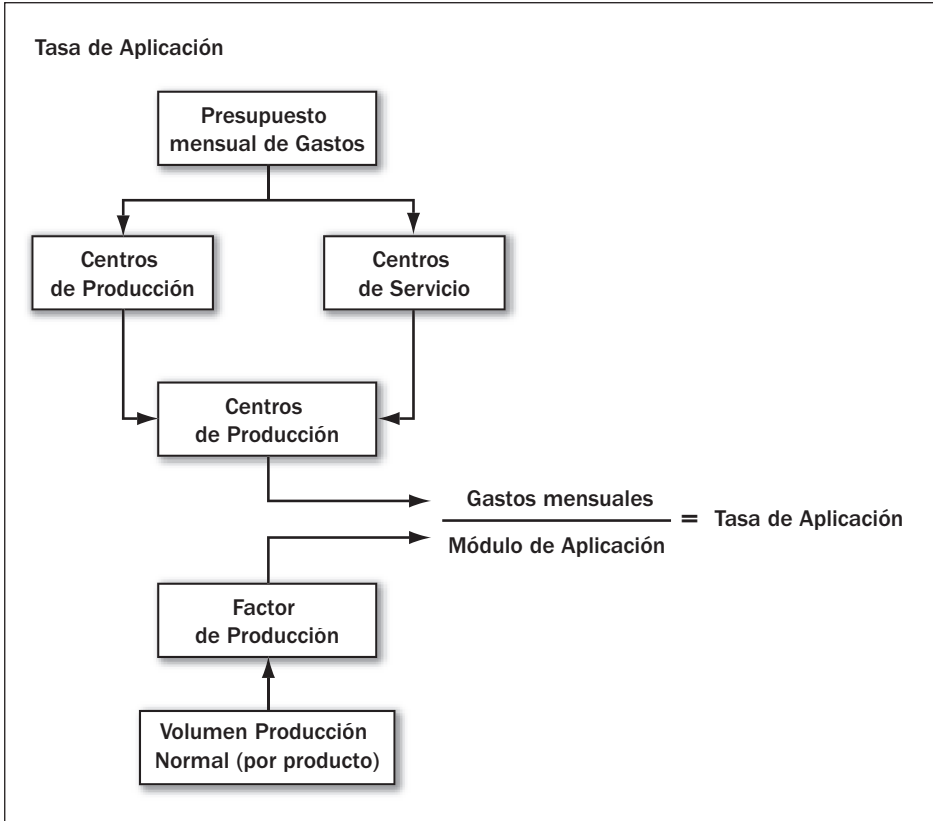 Tasa de Aplicación
Presupuesto
mensual de Gastos
Centros
de Producción
Centros
de Servicio
Centros
de Producción
Gastos mensuales
Módulo de Aplicación
= Tasa de Aplicación
Factor
de Producción
Volumen Producción
Normal (por producto)